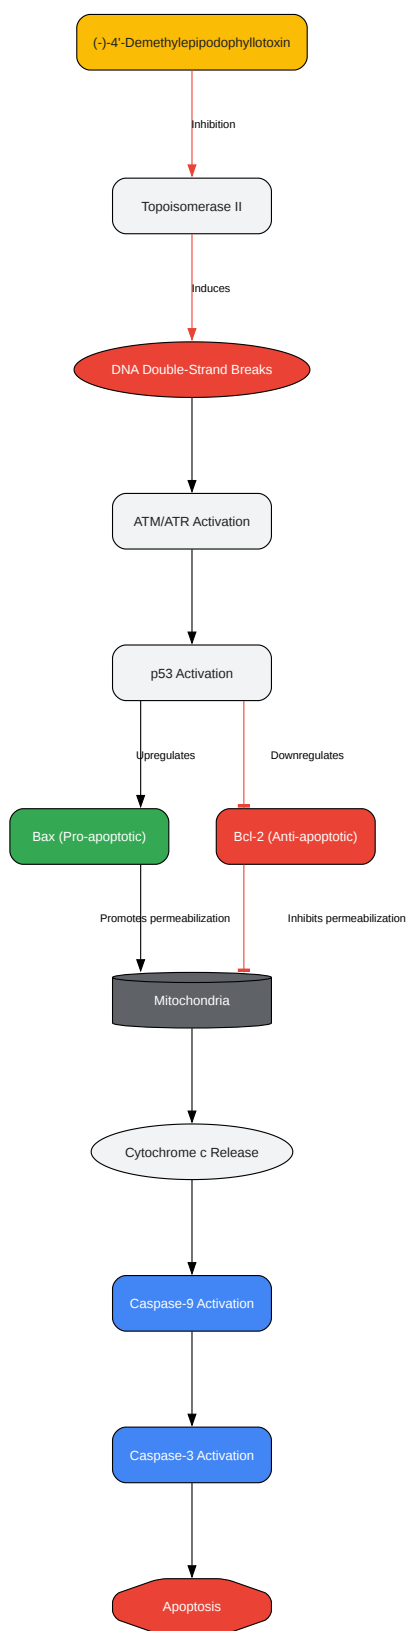 (-)-4'-Demethylepipodophyllotoxin
Inhibition
Topoisomerase II
Induces
DNA Double-Strand Breaks
ATM/ATR Activation
p53 Activation
Upregulates
Downregulates
Bax (Pro-apoptotic)
Bcl-2 (Anti-apoptotic)
Promotes permeabilization
Inhibits permeabilization
Mitochondria
Cytochrome c Release
Caspase-9 Activation
Caspase-3 Activation
Apoptosis